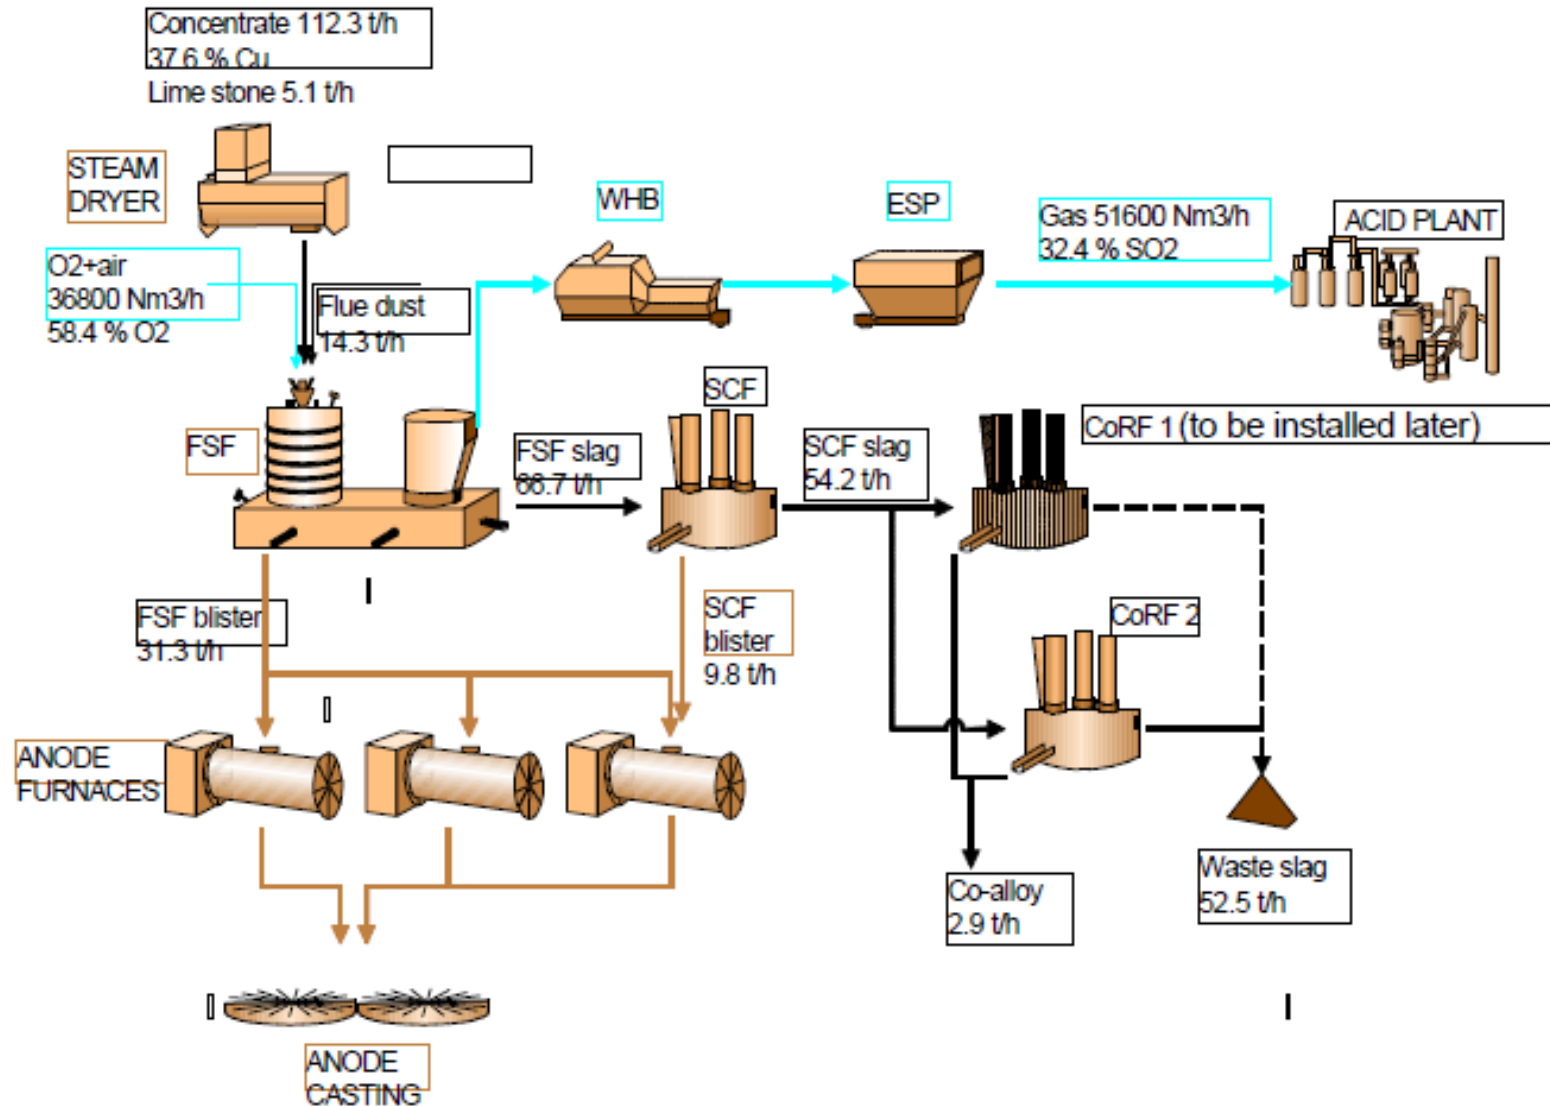 Concentrate 112.3 t/h
37.6 % Cu
Lime stone 5.1 t/h
STEAM
DRYER
O2+air
36800 Nm3/h
58.4 % O2
Flue dust
14.3 t/h
WHB
ESP
Gas 51600 Nm3/h
32.4 % SO2
ACID PLANT
FSF
FSF slag
66.7 t/h
SCF
SCF slag
54.2 t/h
CoRF 1 (to be installed later)
FSF blister
31.3 t/h
SCF
blister
9.8 t/h
CoRF 2
ANODE
FURNACES
Co-alloy
2.9 t/h
Waste slag
52.5 t/h
ANODE
CASTING